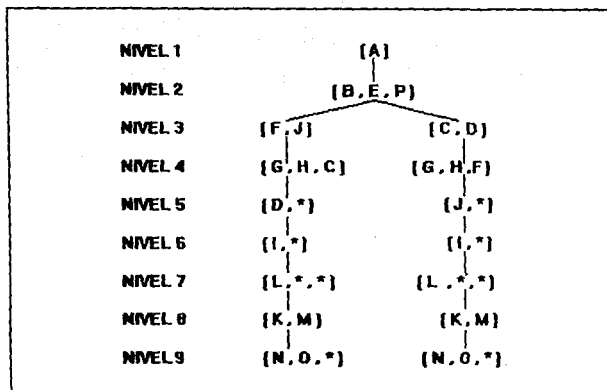 NIVEL 1 [A]
NIVEL 2 [B, E, P]
NIVEL 3 [F, J] [C, D]
NIVEL 4 [G, H, C] [G, H, F]
NIVEL 5 [D, *] [J, *]
NIVEL 6 [I, *] [I, *]
NIVEL 7 [L, *, *] [L, *, *]
NIVEL 8 [K, M] [K, M]
NIVEL 9 [N, O, *] [N, O, *]